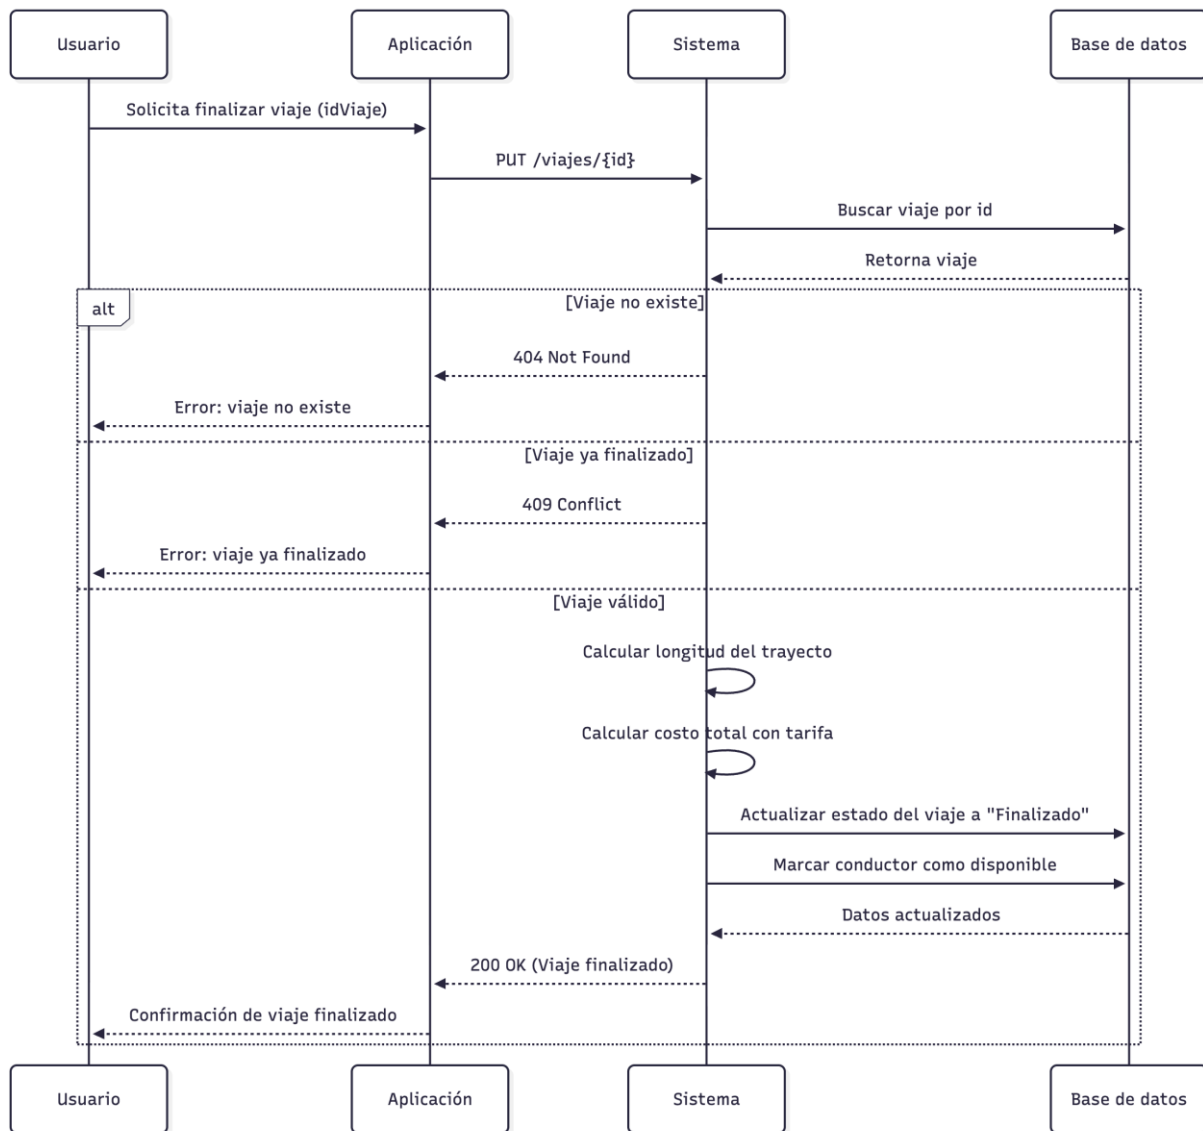 Usuario
Aplicación
Sistema
Base de datos
Solicita finalizar viaje (idViaje)
PUT /viajes/{id}
Buscar viaje por id
Retorna viaje
alt
[Viaje no existe]
404 Not Found
Error: viaje no existe
[Viaje ya finalizado]
409 Conflict
Error: viaje ya finalizado
[Viaje válido]
Calcular longitud del trayecto
Calcular costo total con tarifa
Actualizar estado del viaje a "Finalizado"
Marcar conductor como disponible
Datos actualizados
200 OK (Viaje finalizado)
Confirmación de viaje finalizado
Usuario
Aplicación
Sistema
Base de datos